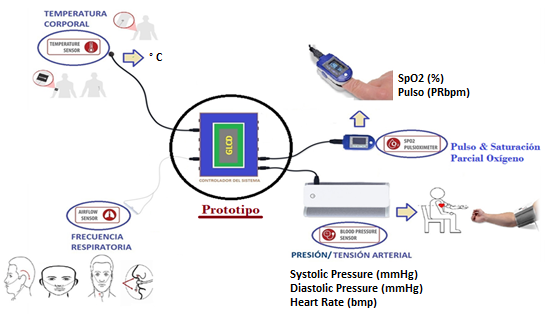 TEMPERATURA
CORPORAL
TEMPERATURE
SENSOR
° C
SpO2 (%)
Pulso (PRbpm)
GLCD
CONTROLADOR DEL SISTEMA
Prototipo
SPO2
PULSIOXIMETER
Pulso & Saturación
Parcial Oxígeno
AIRFLOW
SENSOR
FRECUENCIA
RESPIRATORIA
BLOOD PRESSURE
SENSOR
PRESIÓN/TENSIÓN ARTERIAL
Systolic Pressure (mmHg)
Diastolic Pressure (mmHg)
Heart Rate (bmp)